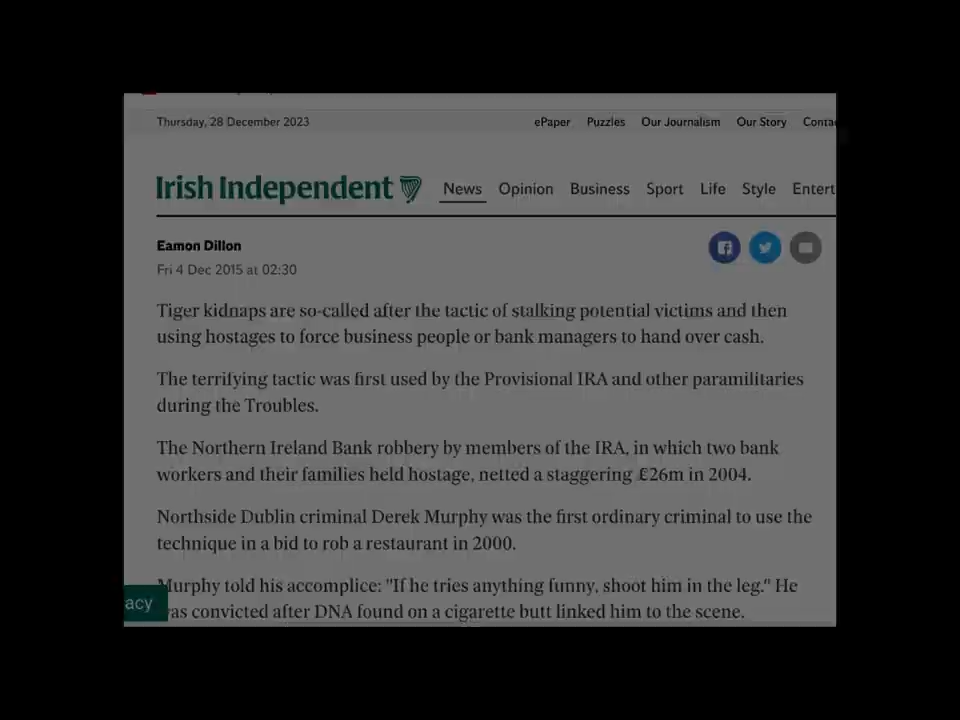 Thursday, 28 December 2023
ePaper Puzzles Our Journalism Our Story Contac
Irish Independent News Opinion Business Sport Life Style Entert
Eamon Dillon
Fri 4 Dec 2015 at 02:30
Tiger kidnaps are so-called after the tactic of stalking potential victims and then
using hostages to force business people or bank managers to hand over cash.
The terrifying tactic was first used by the Provisional IRA and other paramilitaries
during the Troubles.
The Northern Ireland Bank robbery by members of the IRA, in which two bank
workers and their families held hostage, netted a staggering £26m in 2004.
Northside Dublin criminal Derek Murphy was the first ordinary criminal to use the
technique in a bid to rob a restaurant in 2000.
Murphy told his accomplice: "If he tries anything funny, shoot him in the leg." He
was convicted after DNA found on a cigarette butt linked him to the scene.
acy